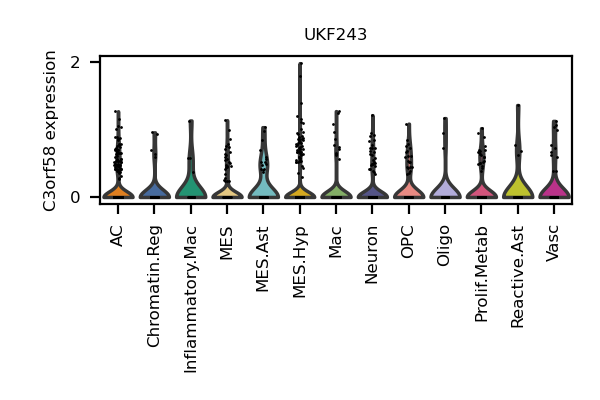 UKF243
C3orf58 expression
2
0
AC
Chromatin.Reg
Inflammatory.Mac
MES
MES.Ast
MES.Hyp
Mac
Neuron
OPC
Oligo
Prolif.Metab
Reactive.Ast
Vasc